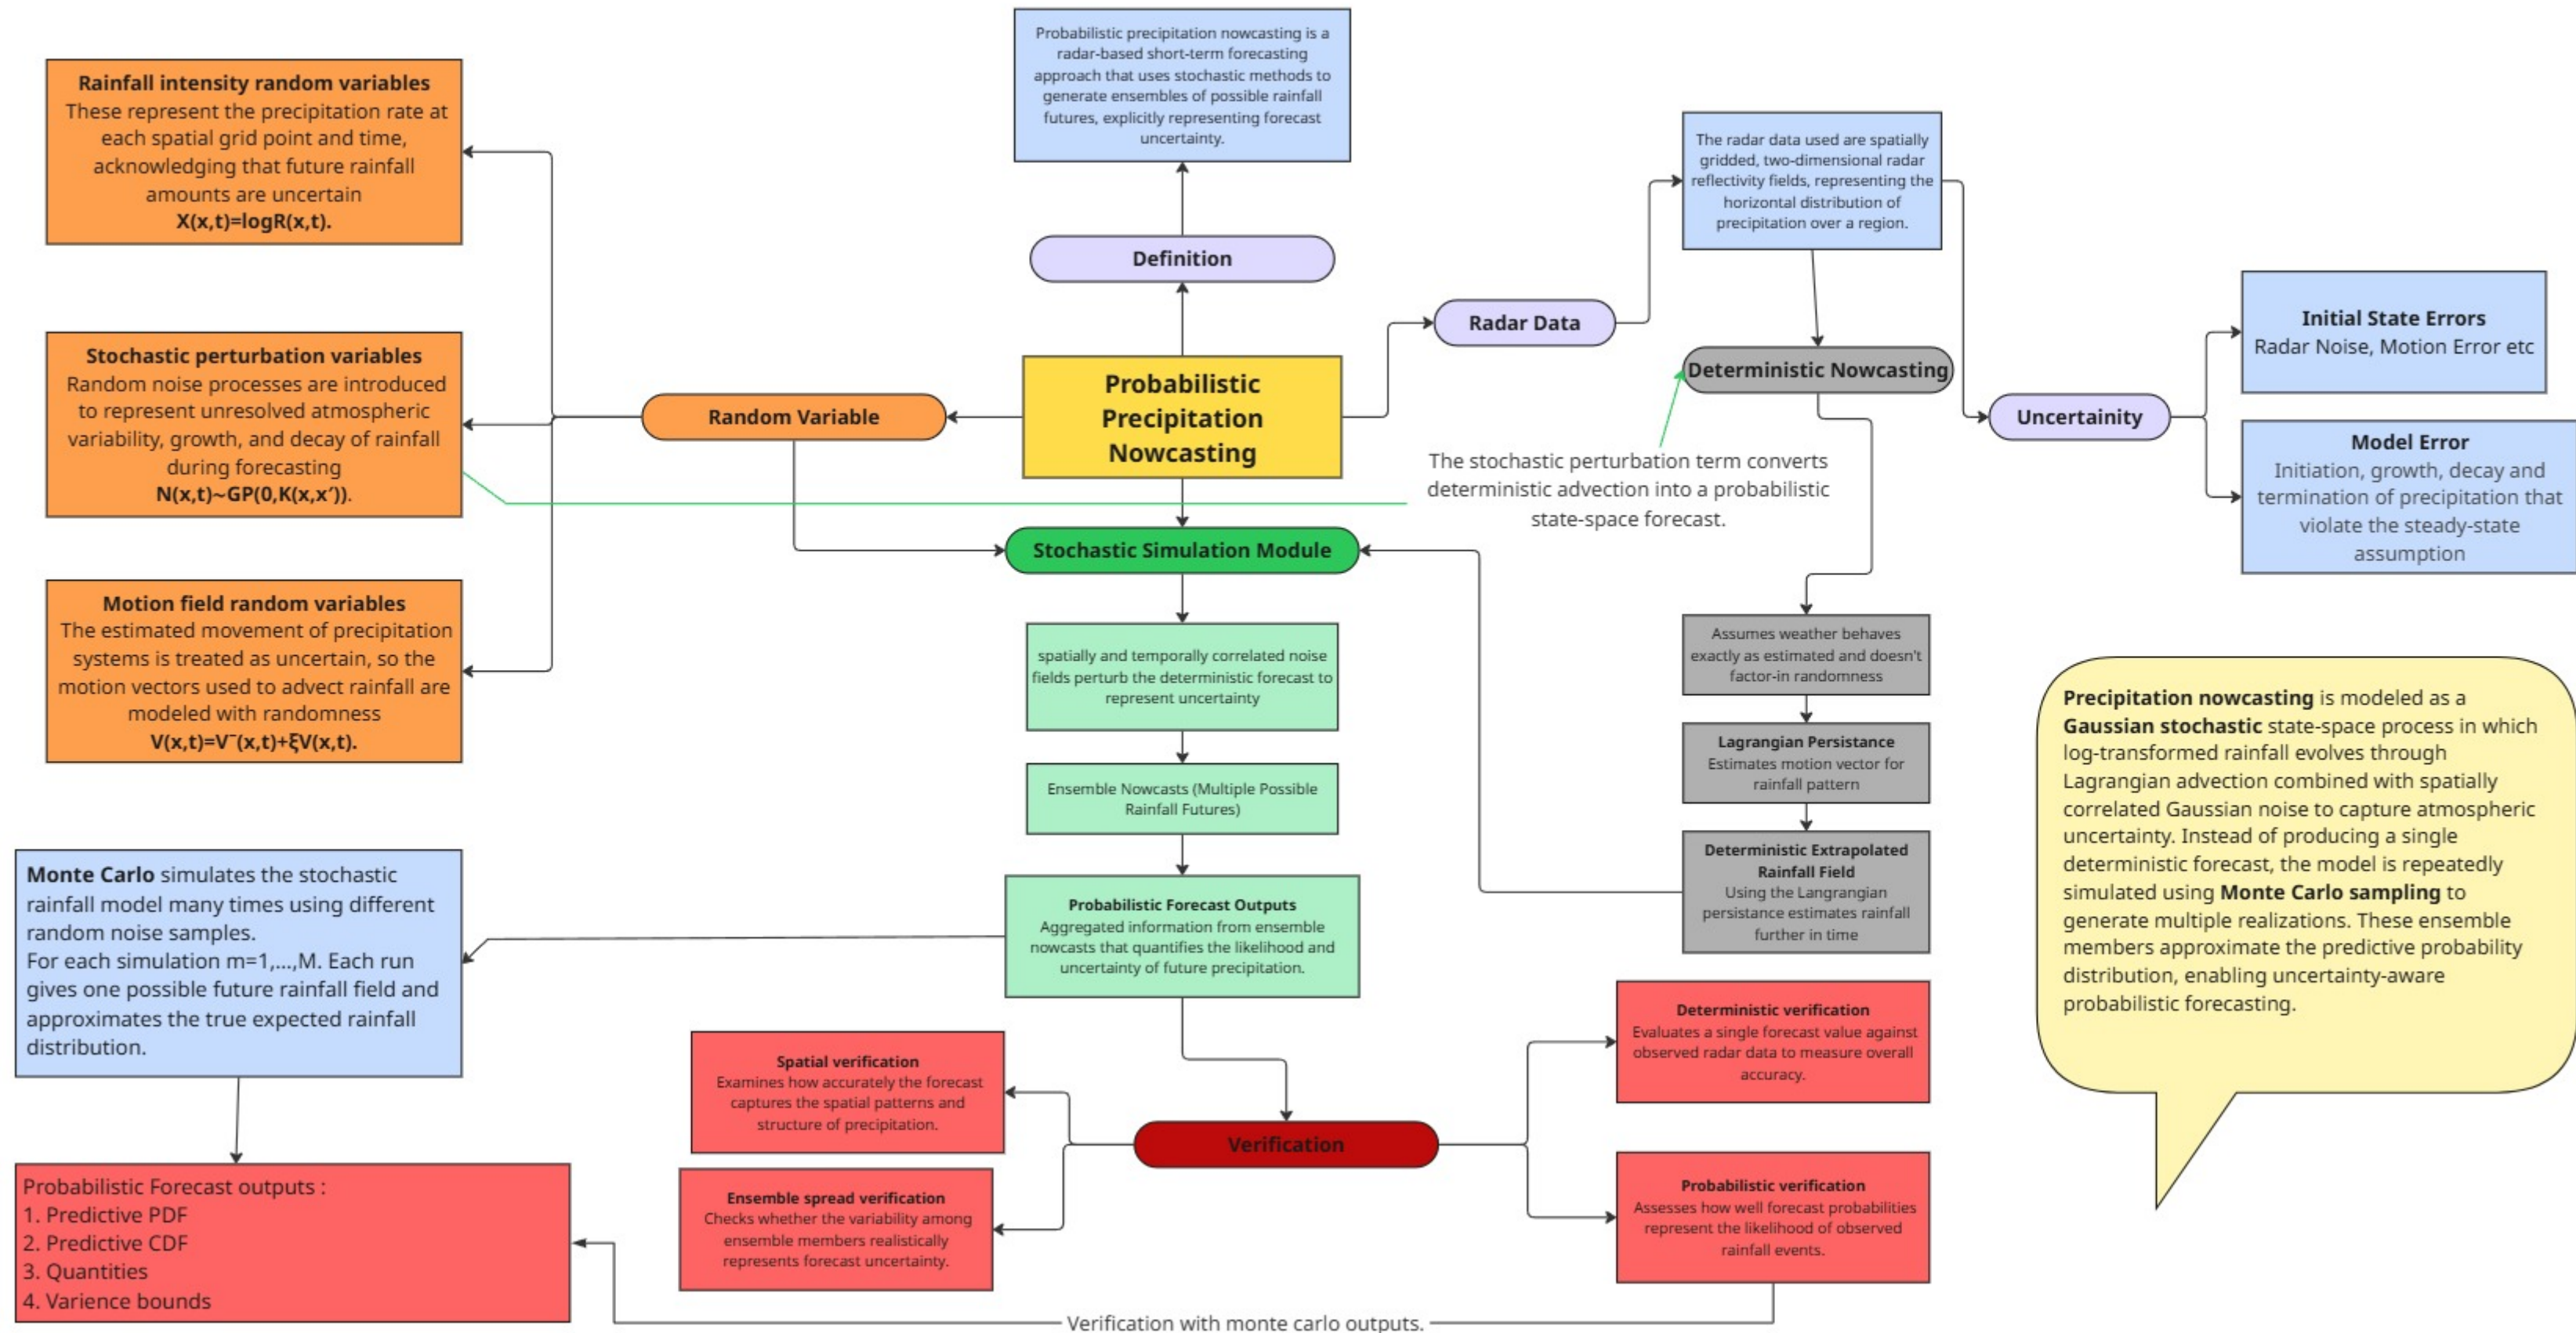 Probabilistic precipitation nowcasting is a
radar-based short-term forecasting
approach that uses stochastic methods to
generate ensembles of possible rainfall
futures, explicitly representing forecast
uncertainty.
Definition
Probabilistic
Precipitation
Nowcasting
Rainfall intensity random variables
These represent the precipitation rate at
each spatial grid point and time,
acknowledging that future rainfall
amounts are uncertain
X(x,t)=logR(x,t).
Stochastic perturbation variables
Random noise processes are introduced
to represent unresolved atmospheric
variability, growth, and decay of rainfall
during forecasting
N(x,t)~GP(0,K(x,x′)).
Motion field random variables
The estimated movement of precipitation
systems is treated as uncertain, so the
motion vectors used to advect rainfall are
modeled with randomness
V(x,t)=Vˉ(x,t)+ξV(x,t).
Random Variable
Radar Data
The radar data used are spatially
gridded, two-dimensional radar
reflectivity fields, representing the
horizontal distribution of
precipitation over a region.
Deterministic Nowcasting
Uncertainity
Initial State Errors
Radar Noise, Motion Error etc
Model Error
Initiation, growth, decay and
termination of precipitation that
violate the steady-state
assumption
The stochastic perturbation term converts
deterministic advection into a probabilistic
state-space forecast.
Stochastic Simulation Module
spatially and temporally correlated noise
fields perturb the deterministic forecast to
represent uncertainty
Ensemble Nowcasts (Multiple Possible
Rainfall Futures)
Probabilistic Forecast Outputs
Aggregated information from ensemble
nowcasts that quantifies the likelihood and
uncertainty of future precipitation.
Assumes weather behaves
exactly as estimated and doesn't
factor-in randomness
Lagrangian Persistance
Estimates motion vector for
rainfall pattern
Deterministic Extrapolated
Rainfall Field
Using the Langrangian
persistance estimates rainfall
further in time
Precipitation nowcasting is modeled as a
Gaussian stochastic state-space process in which
log-transformed rainfall evolves through
Lagrangian advection combined with spatially
correlated Gaussian noise to capture atmospheric
uncertainty. Instead of producing a single
deterministic forecast, the model is repeatedly
simulated using Monte Carlo sampling to
generate multiple realizations. These ensemble
members approximate the predictive probability
distribution, enabling uncertainty-aware
probabilistic forecasting.
Monte Carlo simulates the stochastic
rainfall model many times using different
random noise samples.
For each simulation m=1,...,M. Each run
gives one possible future rainfall field and
approximates the true expected rainfall
distribution.
Probabilistic Forecast outputs :
1. Predictive PDF
2. Predictive CDF
3. Quantities
4. Varience bounds
Verification
Spatial verification
Examines how accurately the forecast
captures the spatial patterns and
structure of precipitation.
Ensemble spread verification
Checks whether the variability among
ensemble members realistically
represents forecast uncertainty.
Deterministic verification
Evaluates a single forecast value against
observed radar data to measure overall
accuracy.
Probabilistic verification
Assesses how well forecast probabilities
represent the likelihood of observed
rainfall events.
Verification with monte carlo outputs.